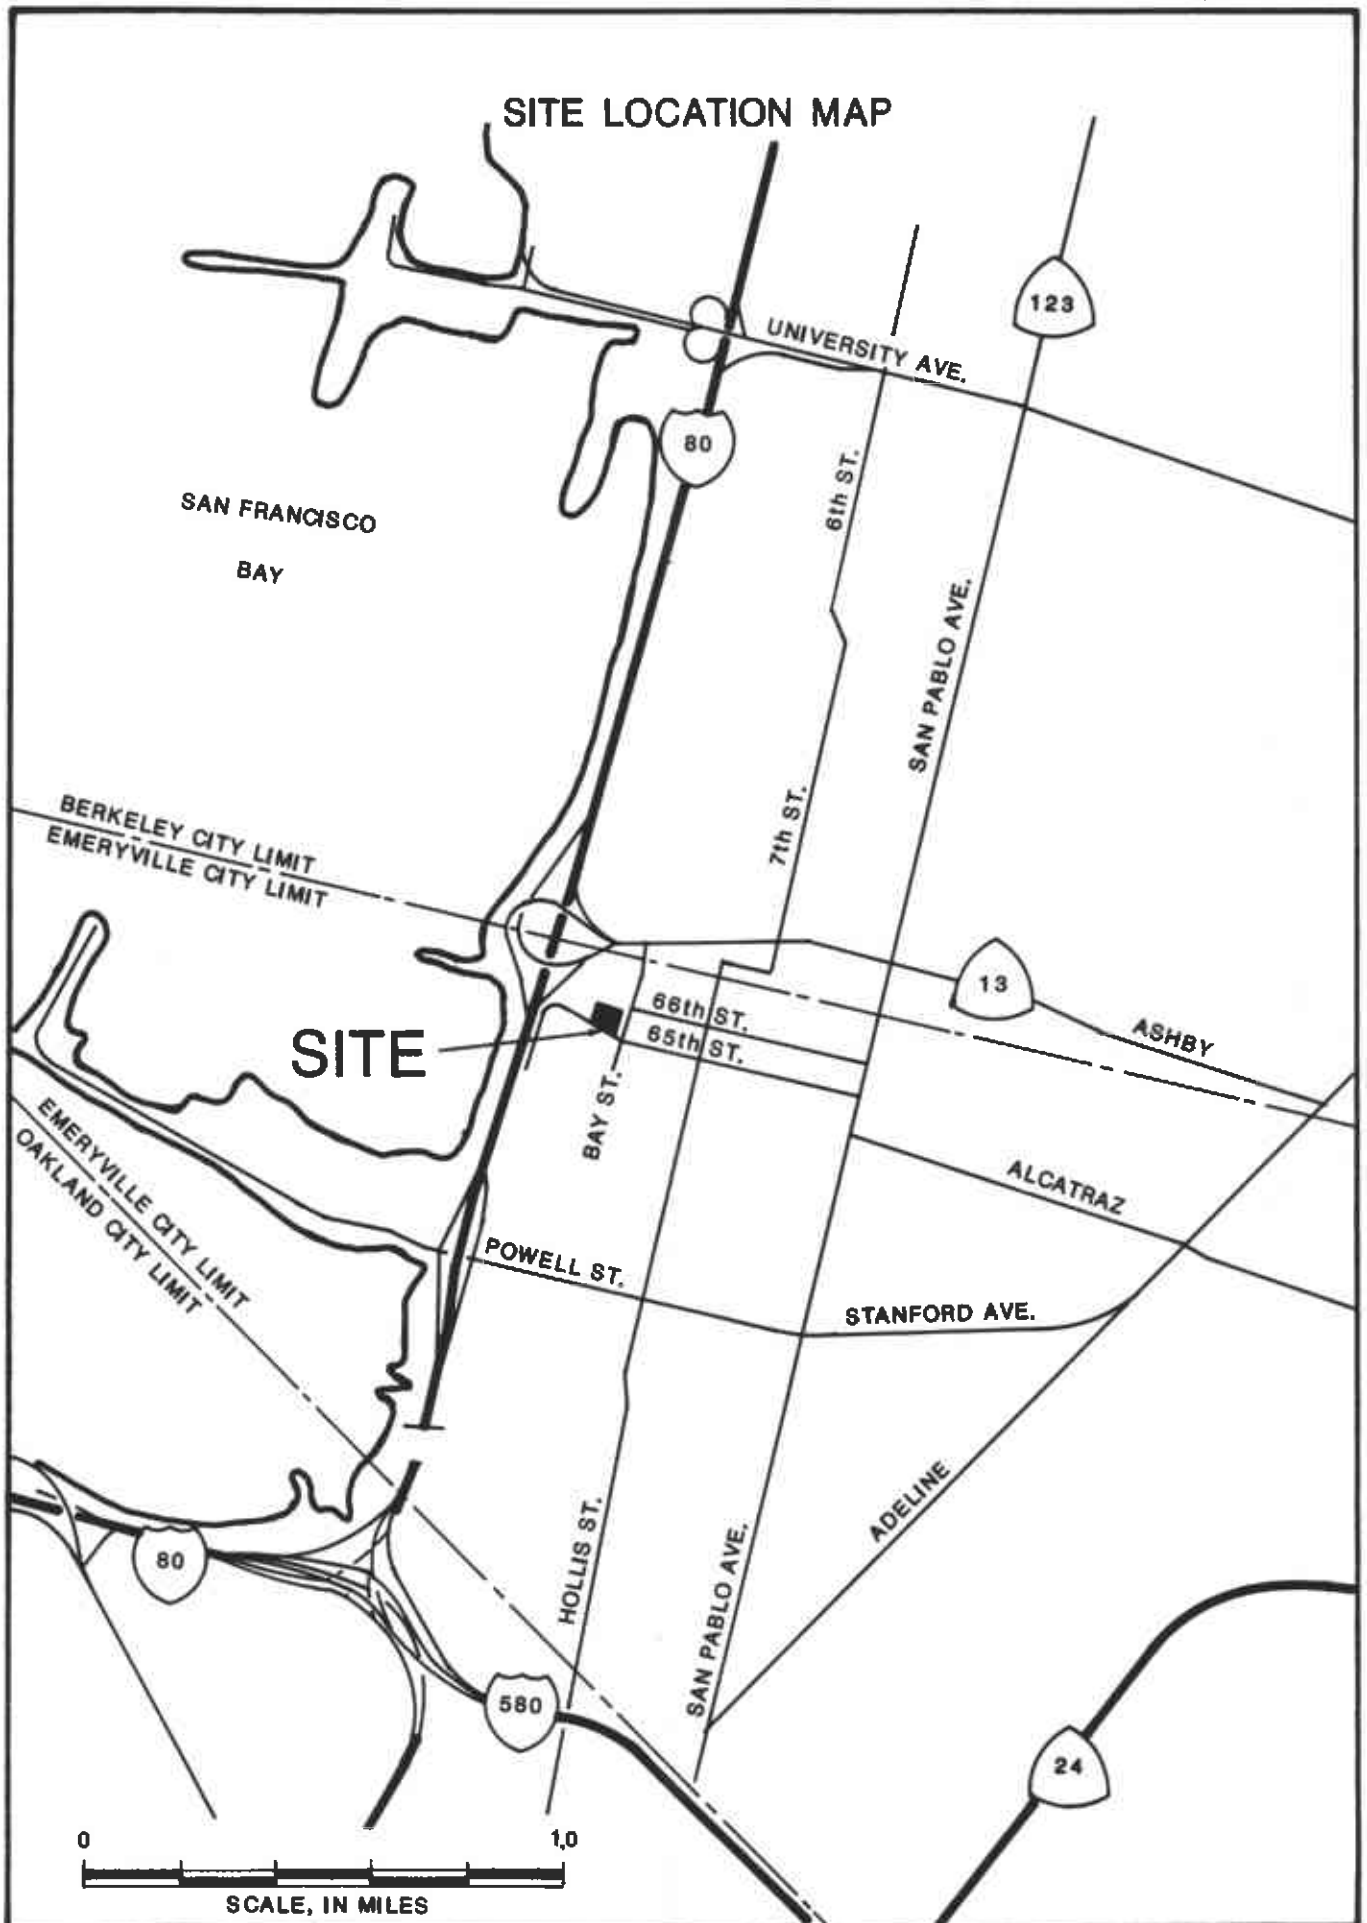 SITE LOCATION MAP
123
UNIVERSITY AVE.
80
6th ST.
SAN FRANCISCO
BAY
SAN PABLO AVE.
7th ST.
BERKELEY CITY LIMIT
EMERYVILLE CITY LIMIT
13
66th ST.
ASHBY
SITE
65th ST.
BAY ST.
EMERYVILLE CITY LIMIT
OAKLAND CITY LIMIT
ALCATRAZ
POWELL ST.
STANFORD AVE.
ADELINE
HOLLIS ST.
80
SAN PABLO AVE.
580
24
0 1.0
SCALE, IN MILES